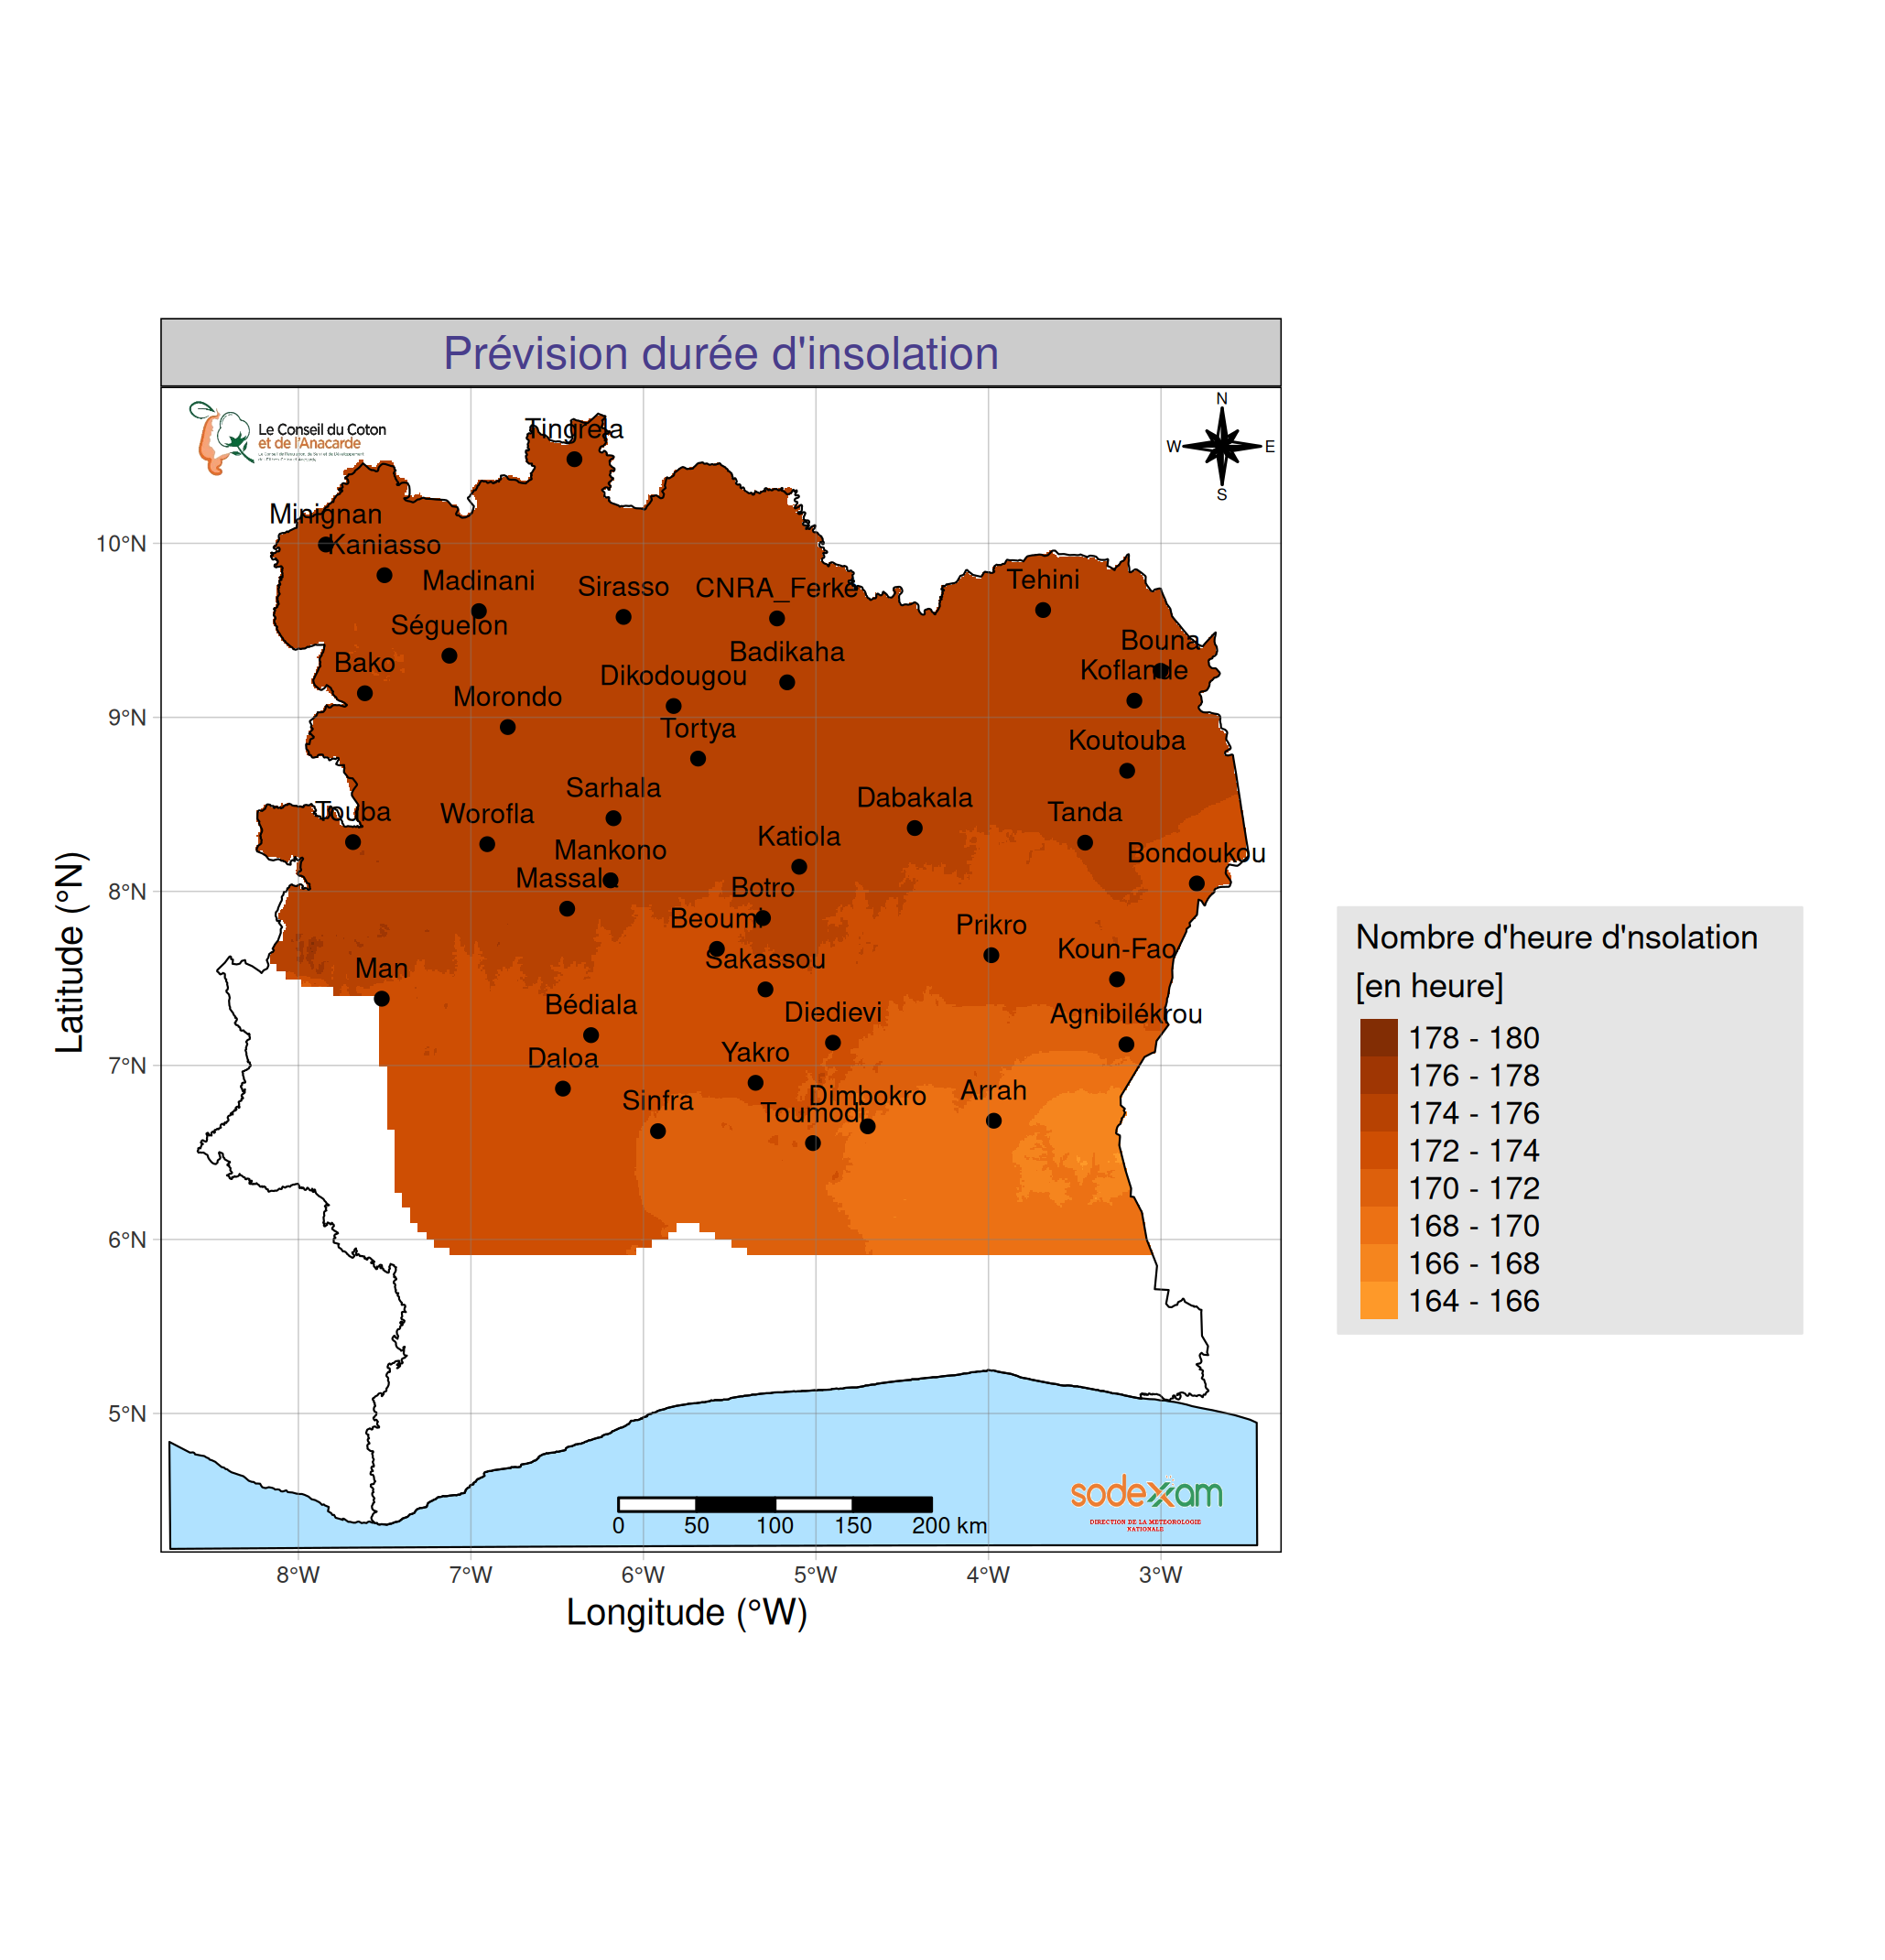 Prévision durée d'insolation
Le Conseil du Coton
et de l'Anacarde
N
W
E
S
Tingrela
Minignan
Kaniasso
Madinani
Sirasso
CNRA_Ferké
Tehini
Séguelon
Bouna
Badikaha
Bako
Koflande
Dikodougou
Morondo
Tortya
Koutouba
Sarhala
Dabakala
Touba
Worofla
Tanda
Katiola
Mankono
Bondoukou
Massala
Botro
Beoumi
Prikro
Koun-Fao
Sakassou
Man
Bédiala
Diedievi
Agnibilékrou
Yakro
Daloa
Arrah
Dimbokro
Sinfra
Toumodi
10°N
9°N
8°N
7°N
6°N
5°N
Latitude (°N)
0 50 100 150 200 km
sodexam
DIRECTION DE LA METEOROLOGIE
NATIONALE
8°W 7°W 6°W 5°W 4°W 3°W
Longitude (°W)
Nombre d'heure d'nsolation
[en heure]
178 - 180
176 - 178
174 - 176
172 - 174
170 - 172
168 - 170
166 - 168
164 - 166